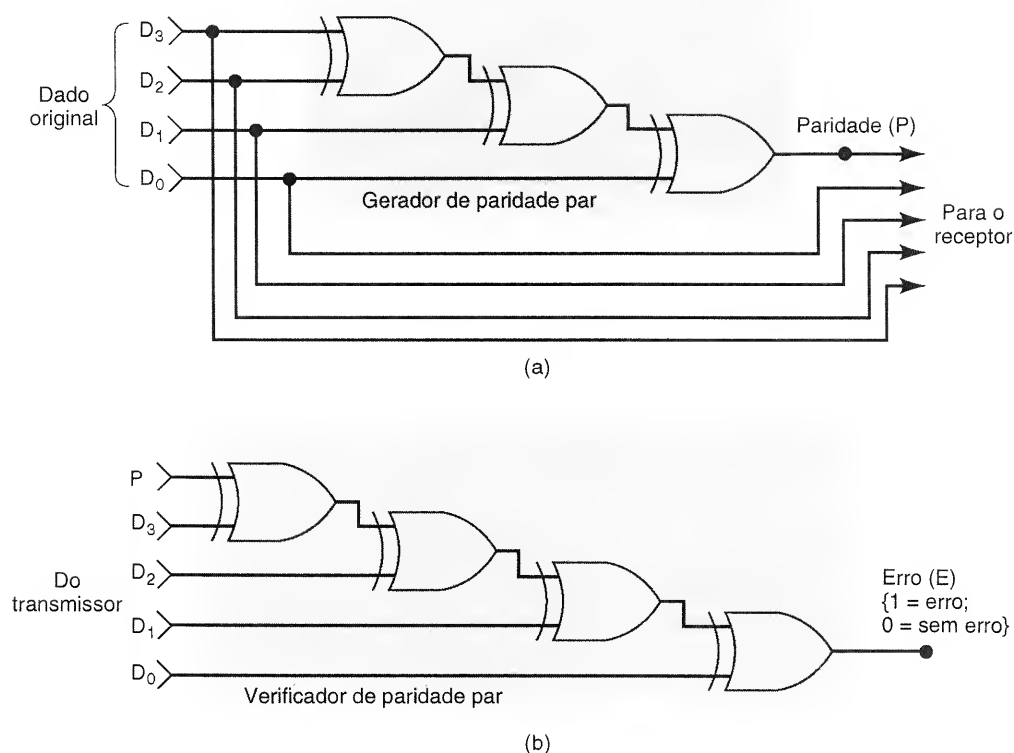 D₃
D₂
Dado
original
D₁
D₀
Gerador de paridade par
Paridade (P)
Para o
receptor
(a)
P
D₃
D₂
Do
transmissor
D₁
D₀
Verificador de paridade par
Erro (E)
{1 = erro;
0 = sem erro}
(b)